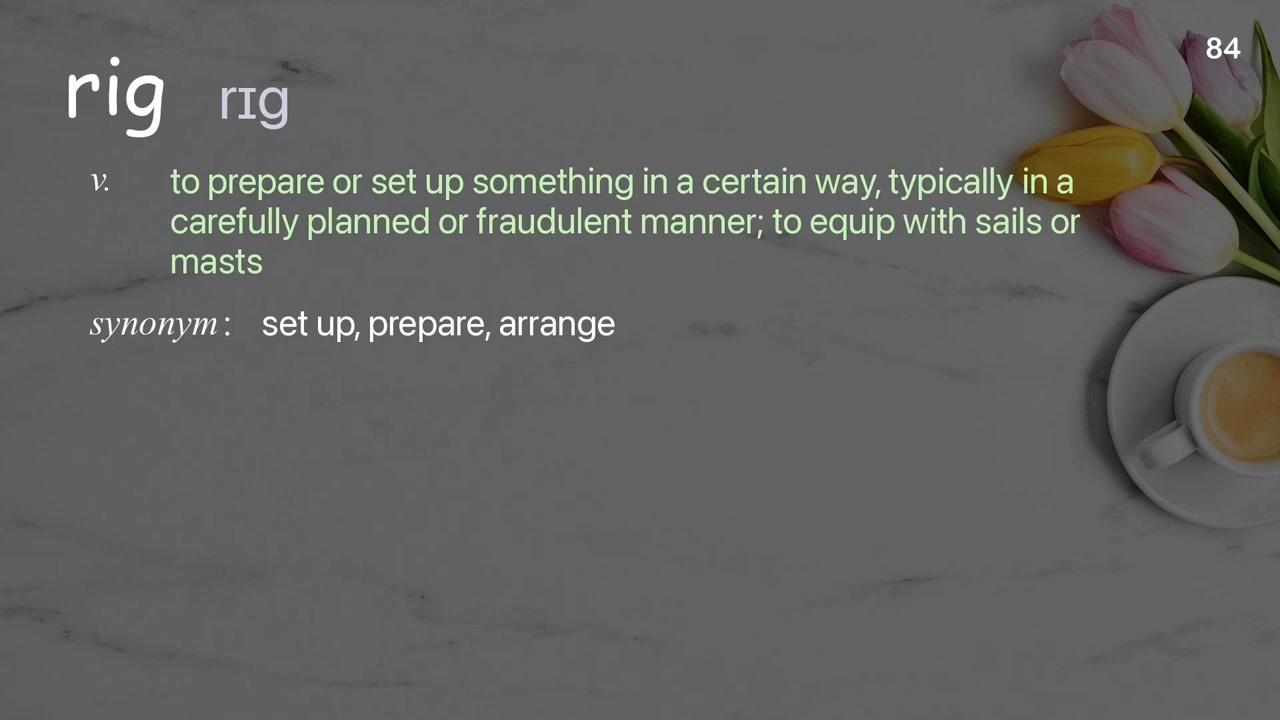 84
rig rɪg
v. to prepare or set up something in a certain way, typically in a
carefully planned or fraudulent manner; to equip with sails or
masts
synonym: set up, prepare, arrange